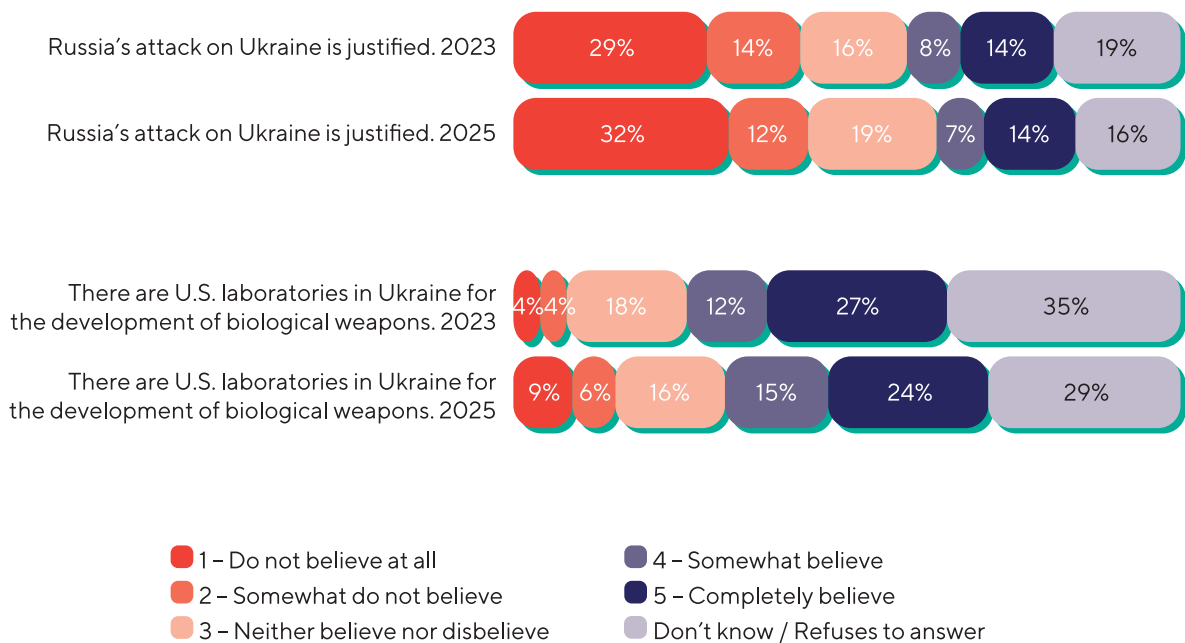 Russia’s attack on Ukraine is justified. 2023
29% 14% 16% 8% 14% 19%
Russia’s attack on Ukraine is justified. 2025
32% 12% 19% 7% 14% 16%
There are U.S. laboratories in Ukraine for
the development of biological weapons. 2023
4% 4% 18% 12% 27% 35%
There are U.S. laboratories in Ukraine for
the development of biological weapons. 2025
9% 6% 16% 15% 24% 29%
1 – Do not believe at all
2 – Somewhat do not believe
3 – Neither believe nor disbelieve
4 – Somewhat believe
5 – Completely believe
Don’t know / Refuses to answer